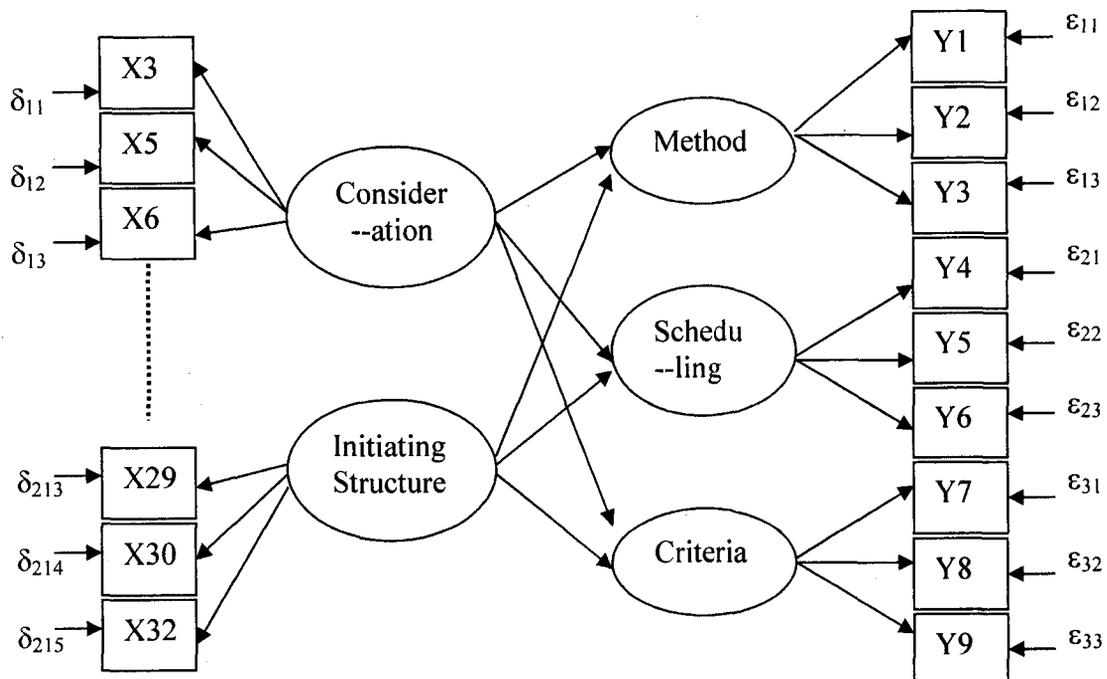 δ11
X3
δ12
X5
δ13
X6
δ213
X29
δ214
X30
δ215
X32
Consider
--ation
Initiating
Structure
Method
Schedu
--ling
Criteria
Y1
ε11
Y2
ε12
Y3
ε13
Y4
ε21
Y5
ε22
Y6
ε23
Y7
ε31
Y8
ε32
Y9
ε33